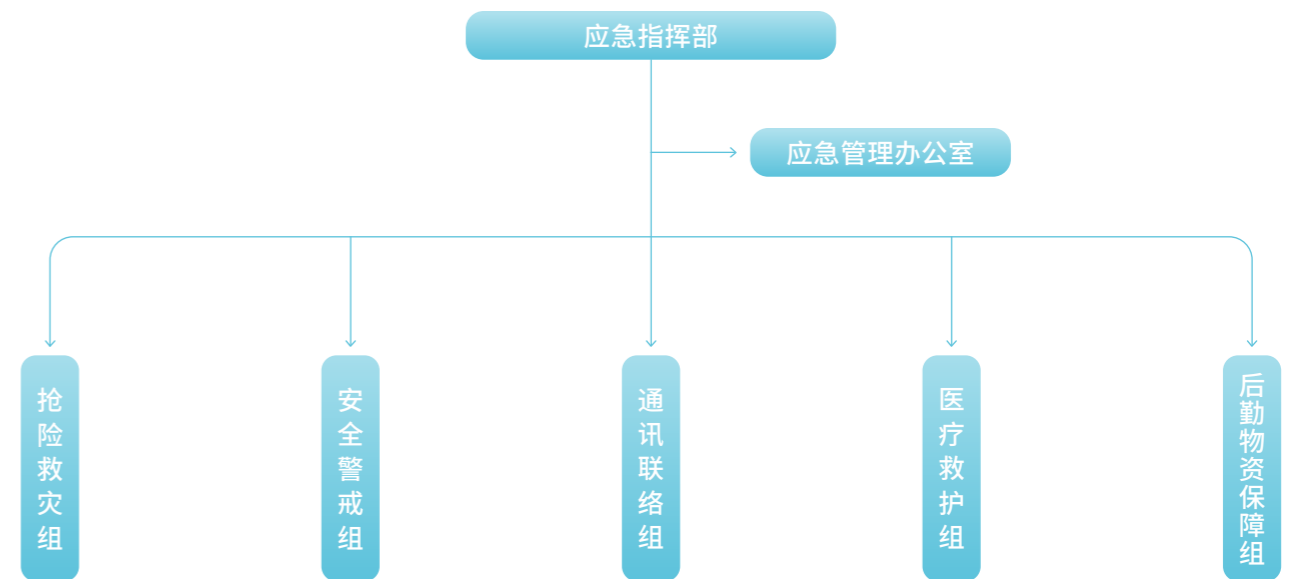 应急指挥部
应急管理办公室
抢险救灾组
安全警戒组
通讯联络组
医疗救护组
后勤物资保障组